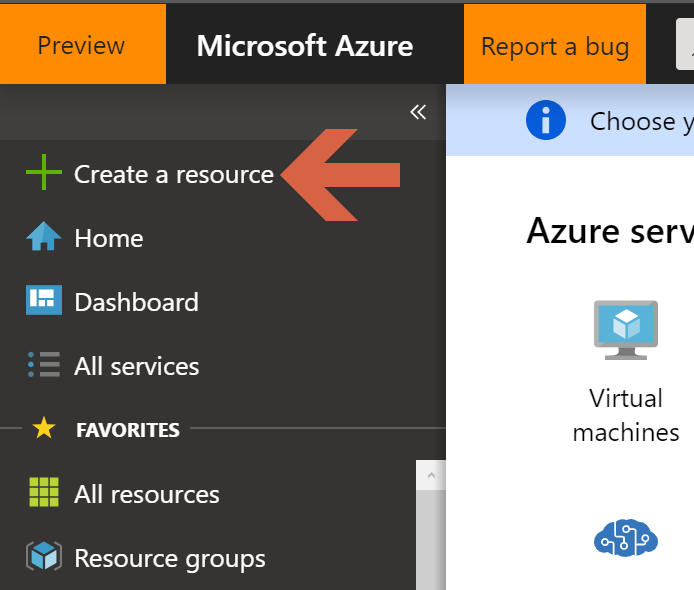 Preview
Microsoft Azure
Report a bug
Choose y
Create a resource
Home
Dashboard
All services
FAVORITES
All resources
Resource groups
Azure serv
Virtual
machines